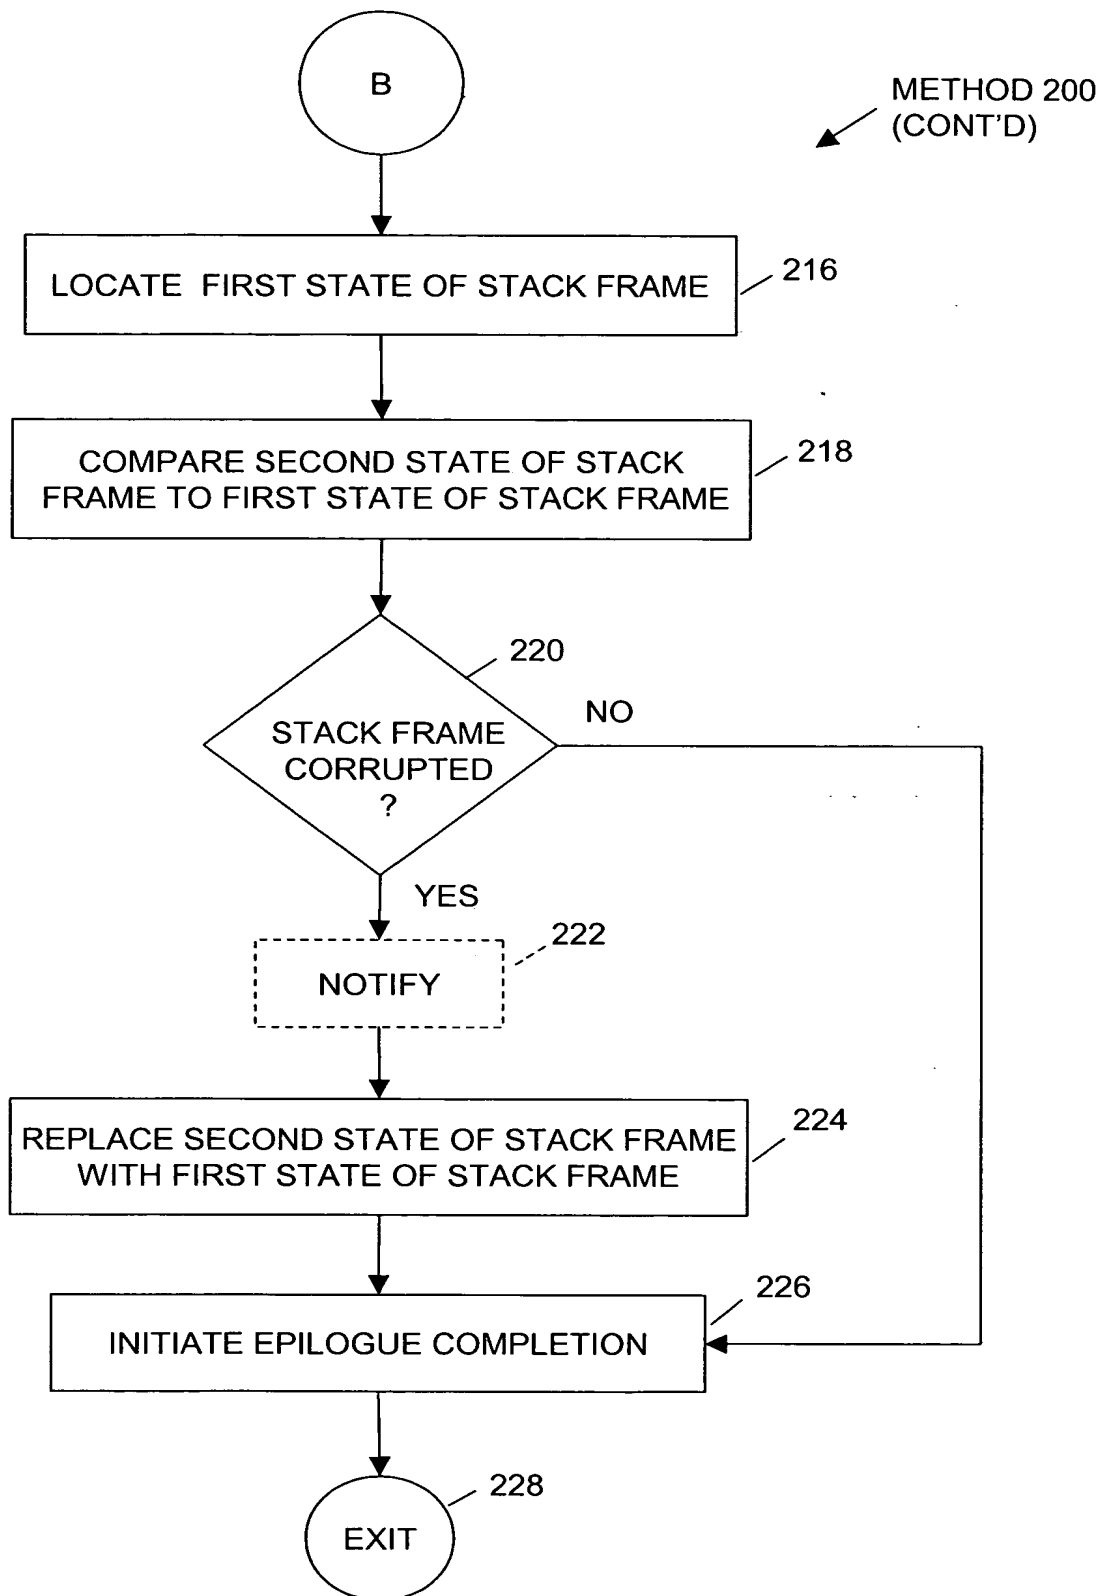 B
METHOD 200
(CONT'D)
LOCATE FIRST STATE OF STACK FRAME
216
COMPARE SECOND STATE OF STACK
FRAME TO FIRST STATE OF STACK FRAME
218
220
STACK FRAME
CORRUPTED
?
NO
YES
222
NOTIFY
REPLACE SECOND STATE OF STACK FRAME
WITH FIRST STATE OF STACK FRAME
224
226
INITIATE EPILOGUE COMPLETION
228
EXIT